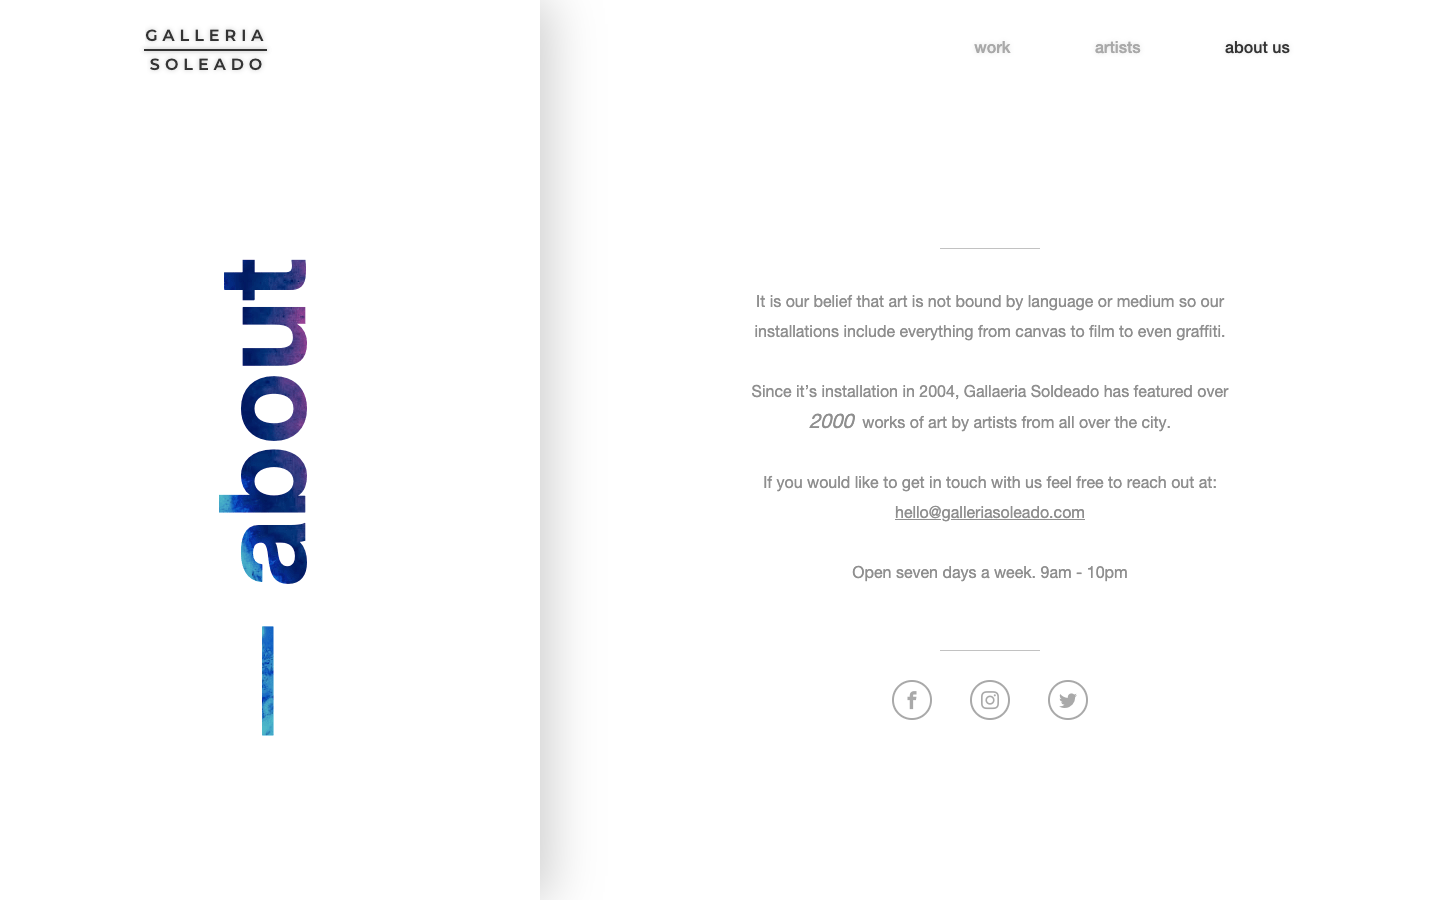 GALLERIA
SOLEADO
work
artists
about us
— about
It is our belief that art is not bound by language or medium so our
installations include everything from canvas to film to even graffiti.
Since it’s installation in 2004, Gallaeria Soldeado has featured over
2000 works of art by artists from all over the city.
If you would like to get in touch with us feel free to reach out at:
hello@galleriasoleado.com
Open seven days a week. 9am - 10pm